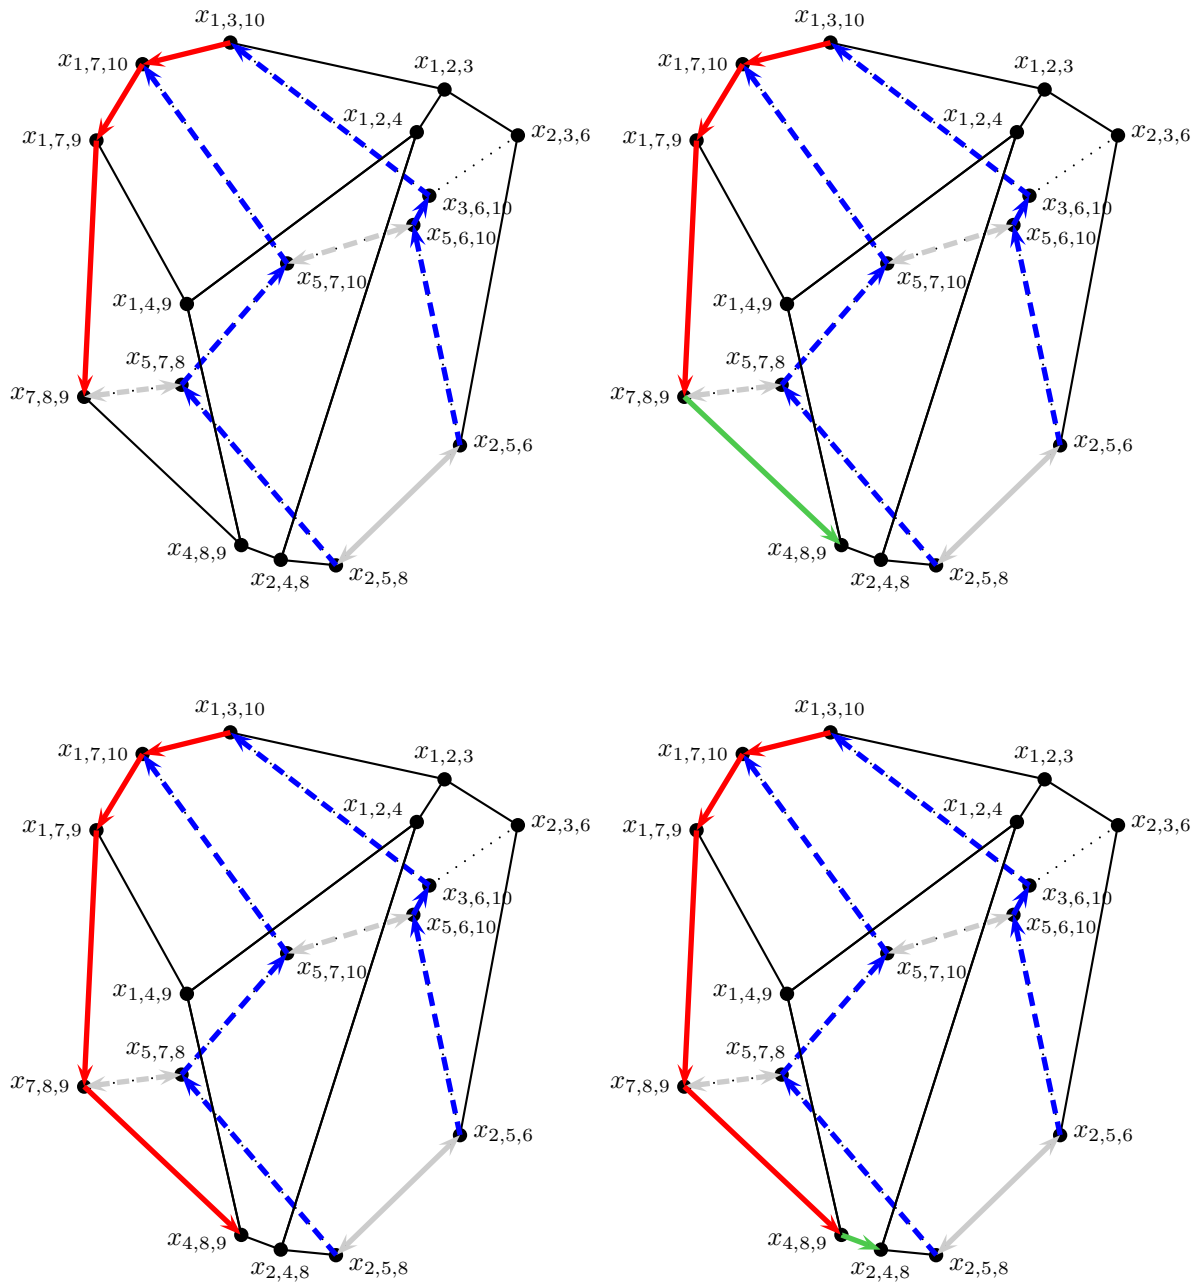 x_{1,3,10}
x_{1,7,10}
x_{1,2,3}
x_{1,2,4}
x_{2,3,6}
x_{1,7,9}
x_{3,6,10}
x_{5,6,10}
x_{5,7,10}
x_{1,4,9}
x_{5,7,8}
x_{7,8,9}
x_{2,5,6}
x_{4,8,9}
x_{2,4,8}
x_{2,5,8}
x_{1,3,10}
x_{1,7,10}
x_{1,2,3}
x_{1,2,4}
x_{2,3,6}
x_{1,7,9}
x_{3,6,10}
x_{5,6,10}
x_{5,7,10}
x_{1,4,9}
x_{5,7,8}
x_{7,8,9}
x_{2,5,6}
x_{4,8,9}
x_{2,4,8}
x_{2,5,8}
x_{1,3,10}
x_{1,7,10}
x_{1,2,3}
x_{1,2,4}
x_{2,3,6}
x_{1,7,9}
x_{3,6,10}
x_{5,6,10}
x_{5,7,10}
x_{1,4,9}
x_{5,7,8}
x_{7,8,9}
x_{2,5,6}
x_{4,8,9}
x_{2,4,8}
x_{2,5,8}
x_{1,3,10}
x_{1,7,10}
x_{1,2,3}
x_{1,2,4}
x_{2,3,6}
x_{1,7,9}
x_{3,6,10}
x_{5,6,10}
x_{5,7,10}
x_{1,4,9}
x_{5,7,8}
x_{7,8,9}
x_{2,5,6}
x_{4,8,9}
x_{2,4,8}
x_{2,5,8}